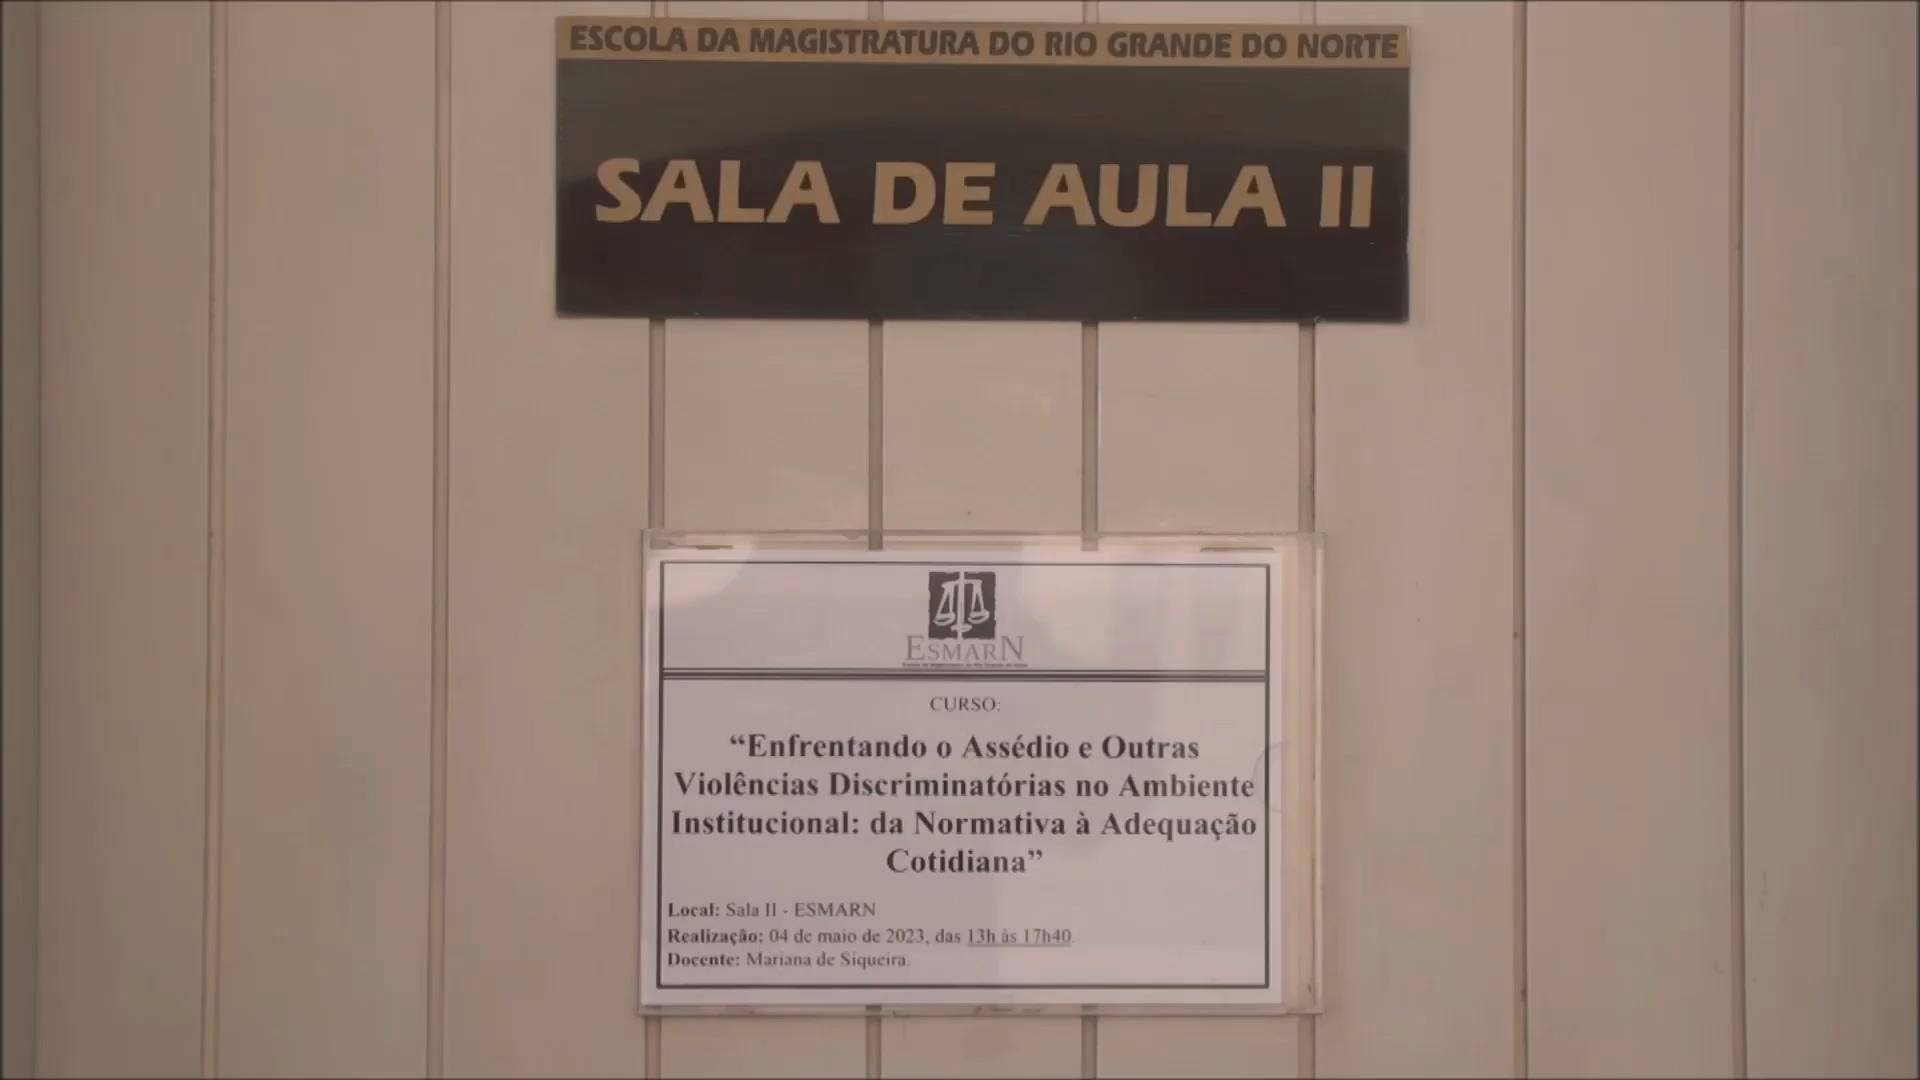 ESCOLA DA MAGISTRATURA DO RIO GRANDE DO NORTE
SALA DE AULA II
ESMARN
CURSO:
“Enfrentando o Assédio e Outras
Violências Discriminatórias no Ambiente
Institucional: da Normativa à Adequação
Cotidiana”
Local: Sala II - ESMARN
Realização: 04 de maio de 2023, das 13h às 17h40.
Docente: Mariana de Siqueira.